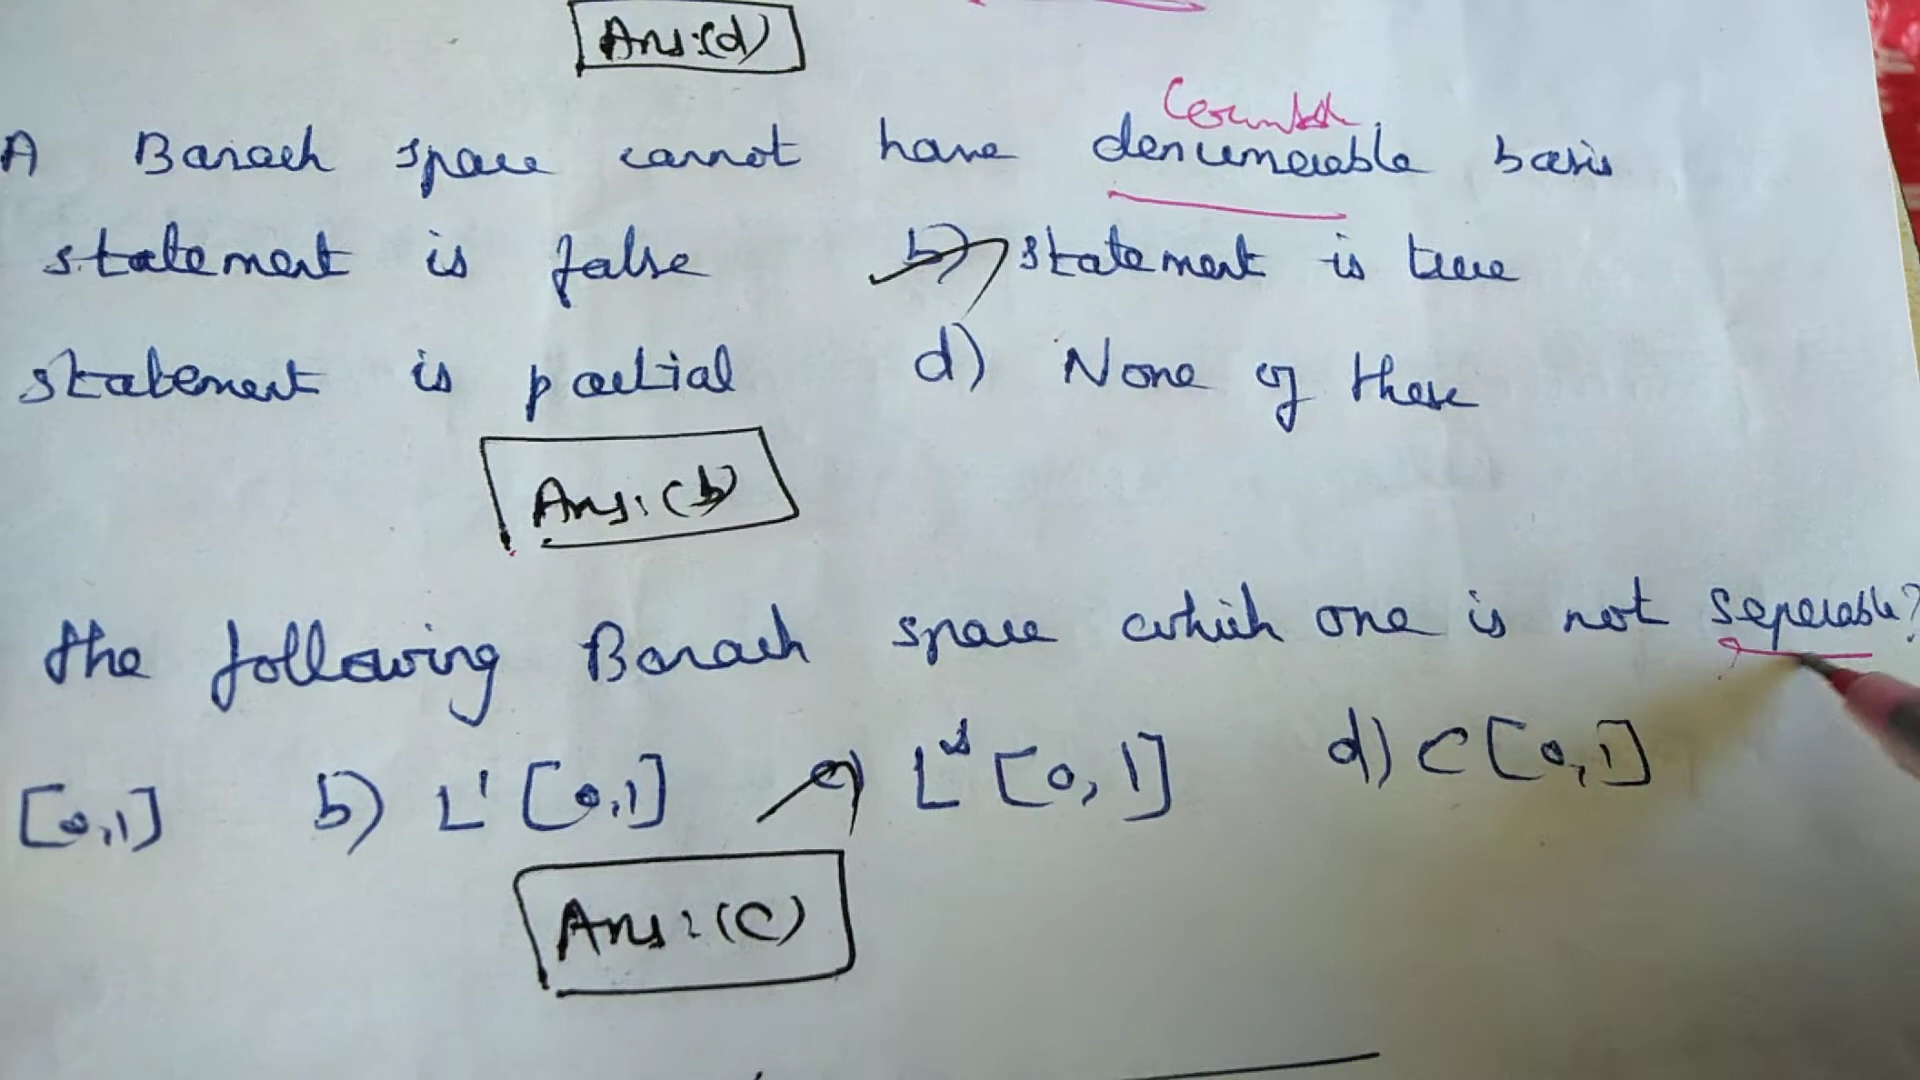 Ans:(d)
Countable
A Banach space cannot have denumerable basis
statement is false b) statement is true
statement is partial d) None of these
Ans:(b)
the following Banach space which one is not seperable?
[0,1] b) L¹[0,1] c) L [0,1] d) C[0,1]
Ans:(C)